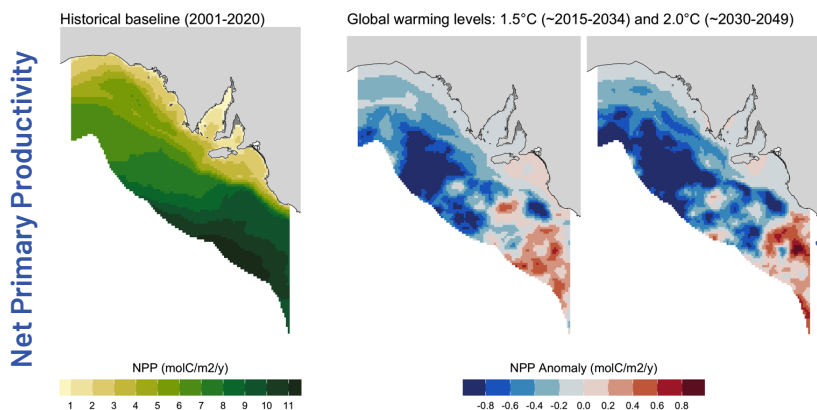 Historical baseline (2001-2020)
Global warming levels: 1.5°C (~2015-2034) and 2.0°C (~2030-2049)
Net Primary Productivity
NPP (molC/m2/y)
1 2 3 4 5 6 7 8 9 10 11
NPP Anomaly (molC/m2/y)
-0.8 -0.6 -0.4 -0.2 0.0 0.2 0.4 0.6 0.8